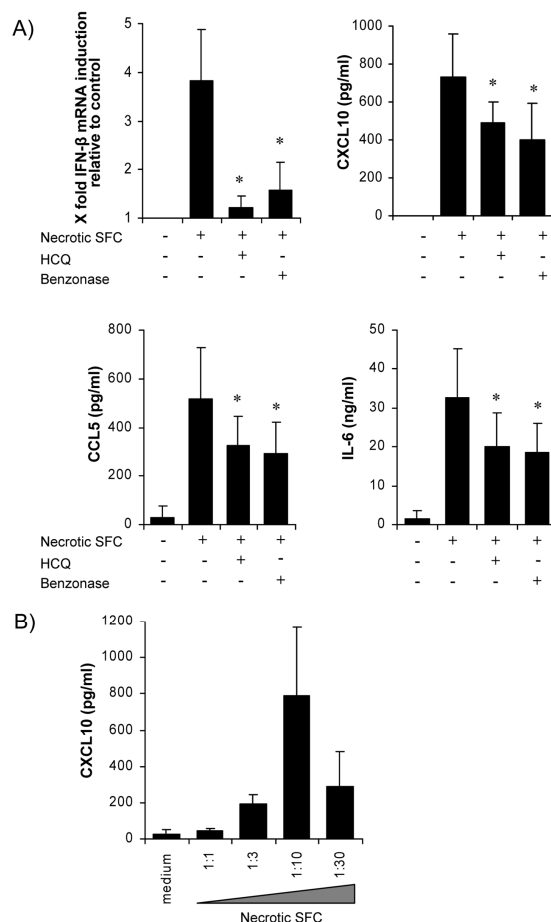 A)
X fold IFN-β mRNA induction
relative to control
5
4
3
2
1
* *
Necrotic SFC - + + +
HCQ - - + -
Benzonase - - - +
CXCL10 (pg/ml)
1000
800
600
400
200
0
* *
- + + +
- - + -
- - - +
CCL5 (pg/ml)
800
600
400
200
0
* *
Necrotic SFC - + + +
HCQ - - + -
Benzonase - - - +
IL-6 (ng/ml)
50
40
30
20
10
0
* *
- + + +
- - + -
- - - +
B)
CXCL10 (pg/ml)
1200
1000
800
600
400
200
0
medium 1:1 1:3 1:10 1:30
Necrotic SFC